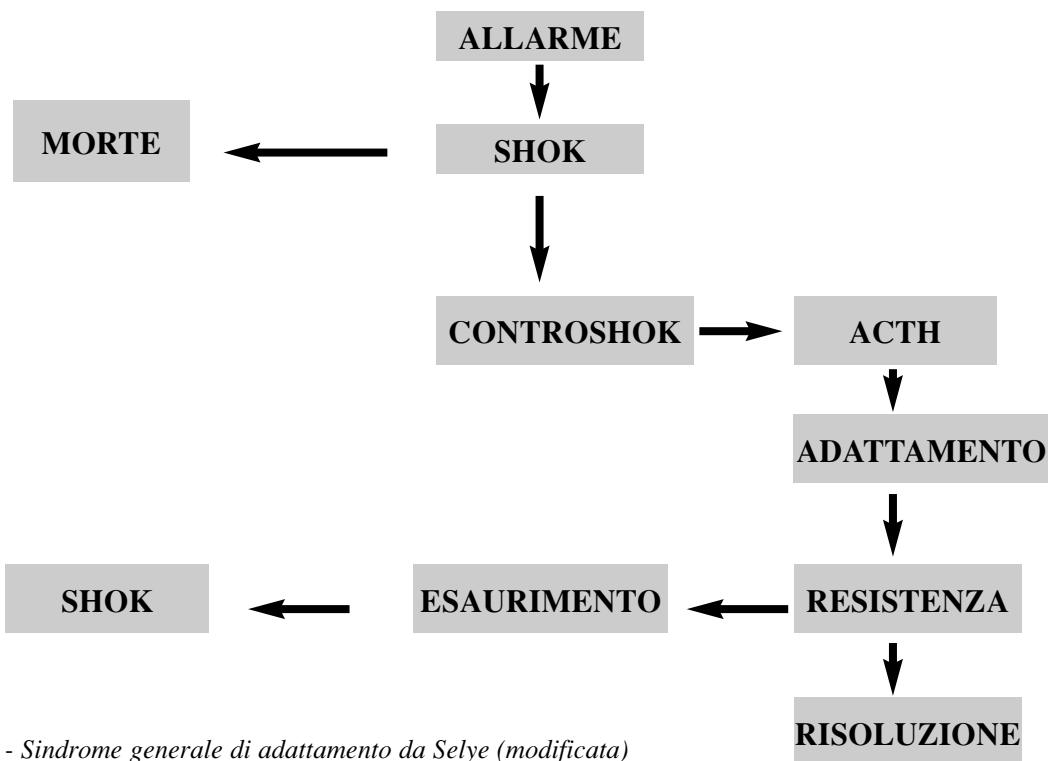 ALLARME
MORTE
SHOK
CONTROSHOK
ACTH
ADATTAMENTO
SHOK
ESAURIMENTO
RESISTENZA
RISOLUZIONE
- Sindrome generale di adattamento da Selye (modificata)